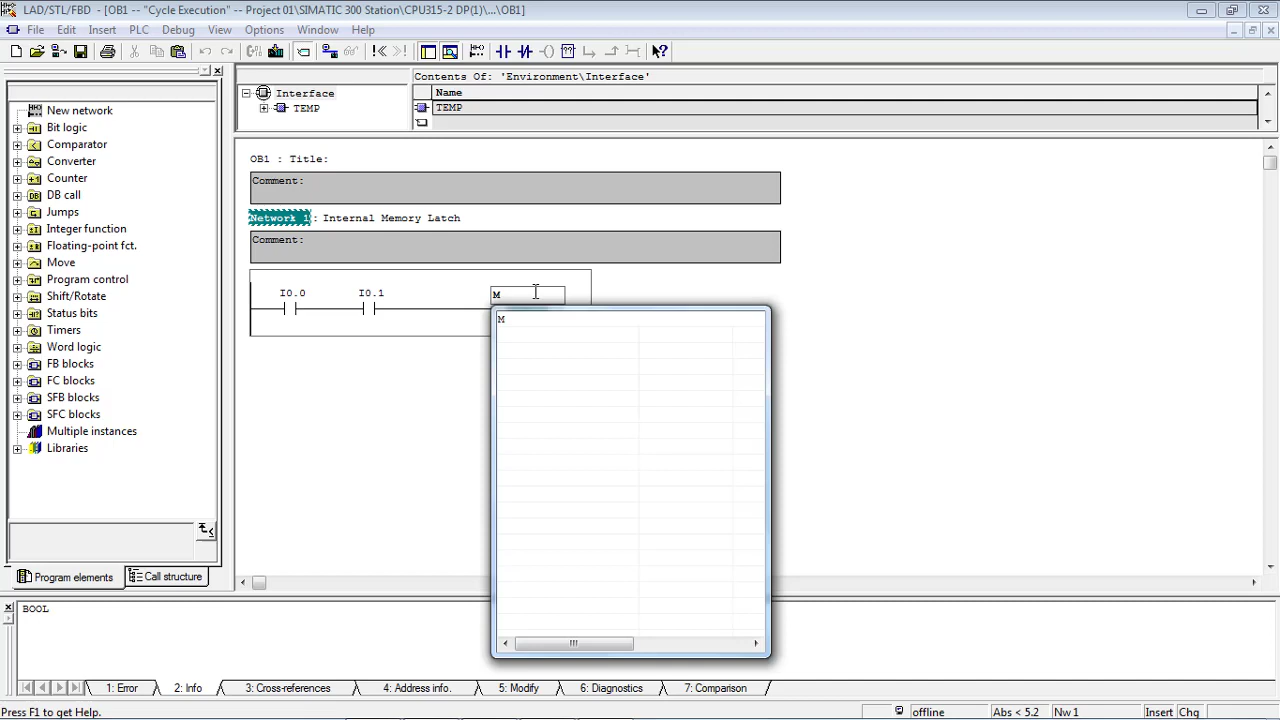 LAD/STL/FBD - [OB1 -- "Cycle Execution" -- Project 01\SIMATIC 300 Station\CPU315-2 DP(1)\...\OB1]
File Edit Insert PLC Debug View Options Window Help
Contents Of: 'Environment\Interface'
Interface
TEMP
Name
TEMP
New network
Bit logic
Comparator
Converter
Counter
DB call
Jumps
Integer function
Floating-point fct.
Move
Program control
Shift/Rotate
Status bits
Timers
Word logic
FB blocks
FC blocks
SFB blocks
SFC blocks
Multiple instances
Libraries
Program elements Call structure
OB1 : Title:
Comment:
Network 1: Internal Memory Latch
Comment:
I0.0 I0.1 M
M
BOOL
1: Error 2: Info 3: Cross-references 4: Address info. 5: Modify 6: Diagnostics 7: Comparison
Press F1 to get Help. offline Abs < 5.2 Nw 1 Insert Chg